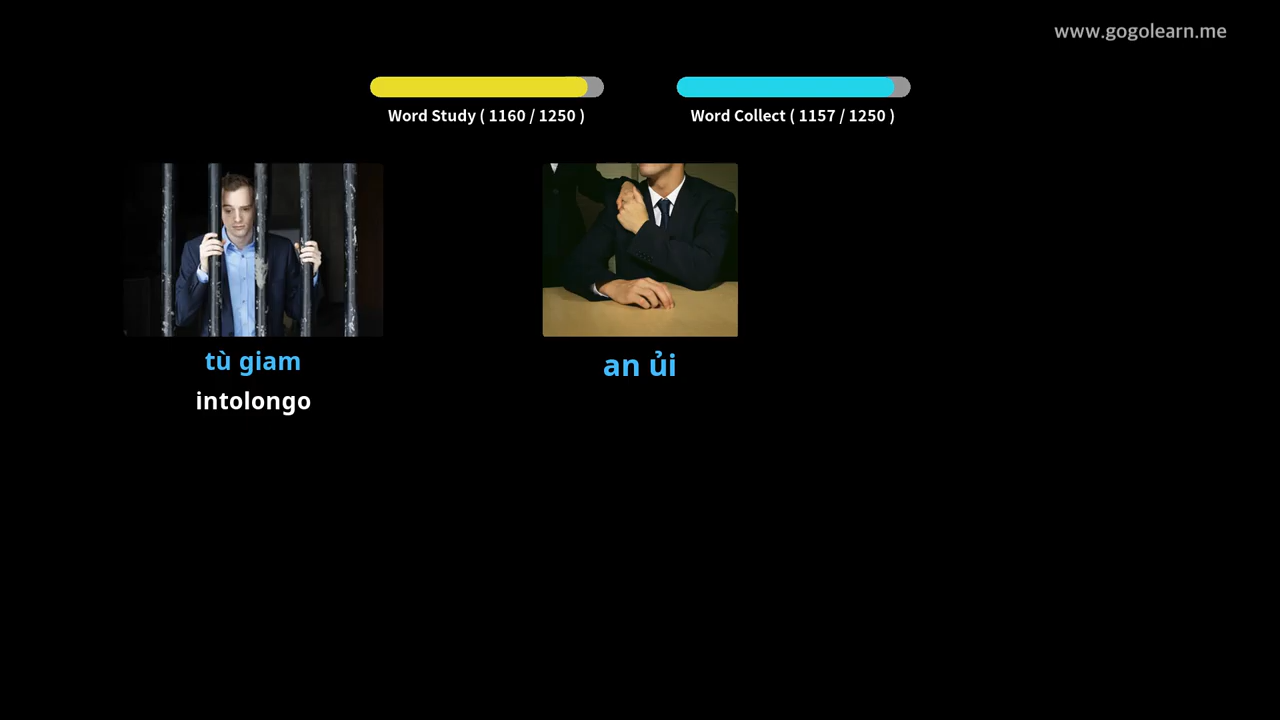 www.gogolearn.me
Word Study ( 1160 / 1250 )
Word Collect ( 1157 / 1250 )
tù giam
intolongo
an ủi